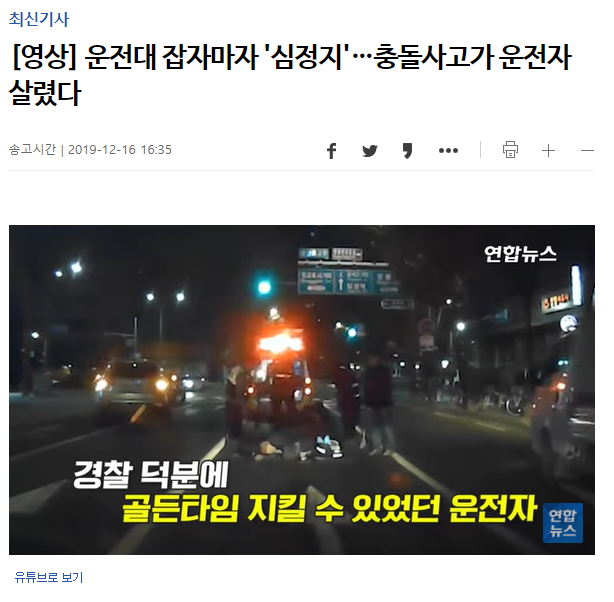 최신기사
[영상] 운전대 잡자마자 '심정지'…충돌사고가 운전자
살렸다
송고시간 | 2019-12-16 16:35
연합뉴스
경찰 덕분에
골든타임 지킬 수 있었던 운전자
연합
뉴스
유튜브로 보기